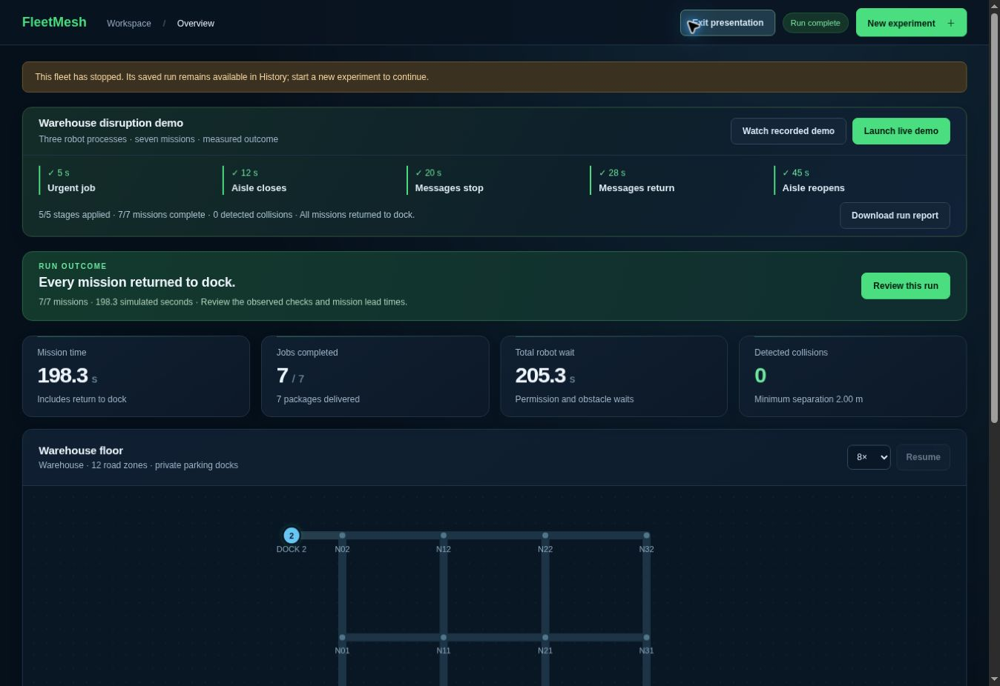 FleetMesh Workspace / Overview Exit presentation Run complete New experiment +
This fleet has stopped. Its saved run remains available in History; start a new experiment to continue.
Warehouse disruption demo
Three robot processes · seven missions · measured outcome
Watch recorded demo Launch live demo
✓ 5 s ✓ 12 s ✓ 20 s ✓ 28 s ✓ 45 s
Urgent job Aisle closes Messages stop Messages return Aisle reopens
5/5 stages applied · 7/7 missions complete · 0 detected collisions · All missions returned to dock.
Download run report
RUN OUTCOME
Every mission returned to dock.
7/7 missions · 198.3 simulated seconds · Review the observed checks and mission lead times.
Review this run
Mission time Jobs completed Total robot wait Detected collisions
198.3 s 7 / 7 205.3 s 0
Includes return to dock 7 packages delivered Permission and obstacle waits Minimum separation 2.00 m
Warehouse floor
Warehouse · 12 road zones · private parking docks
8× Resume
2
DOCK 2 N02 N12 N22 N32
N01 N11 N21 N31